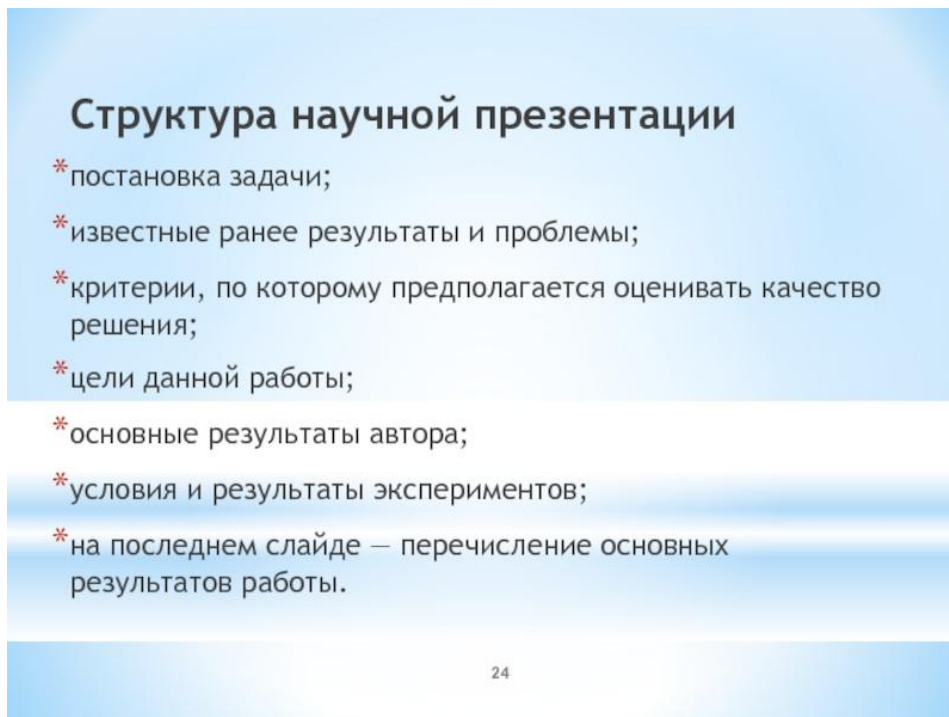 Структура научной презентации
*постановка задачи;
*известные ранее результаты и проблемы;
*критерии, по которому предполагается оценивать качество
решения;
*цели данной работы;
*основные результаты автора;
*условия и результаты экспериментов;
*на последнем слайде — перечисление основных
результатов работы.
24